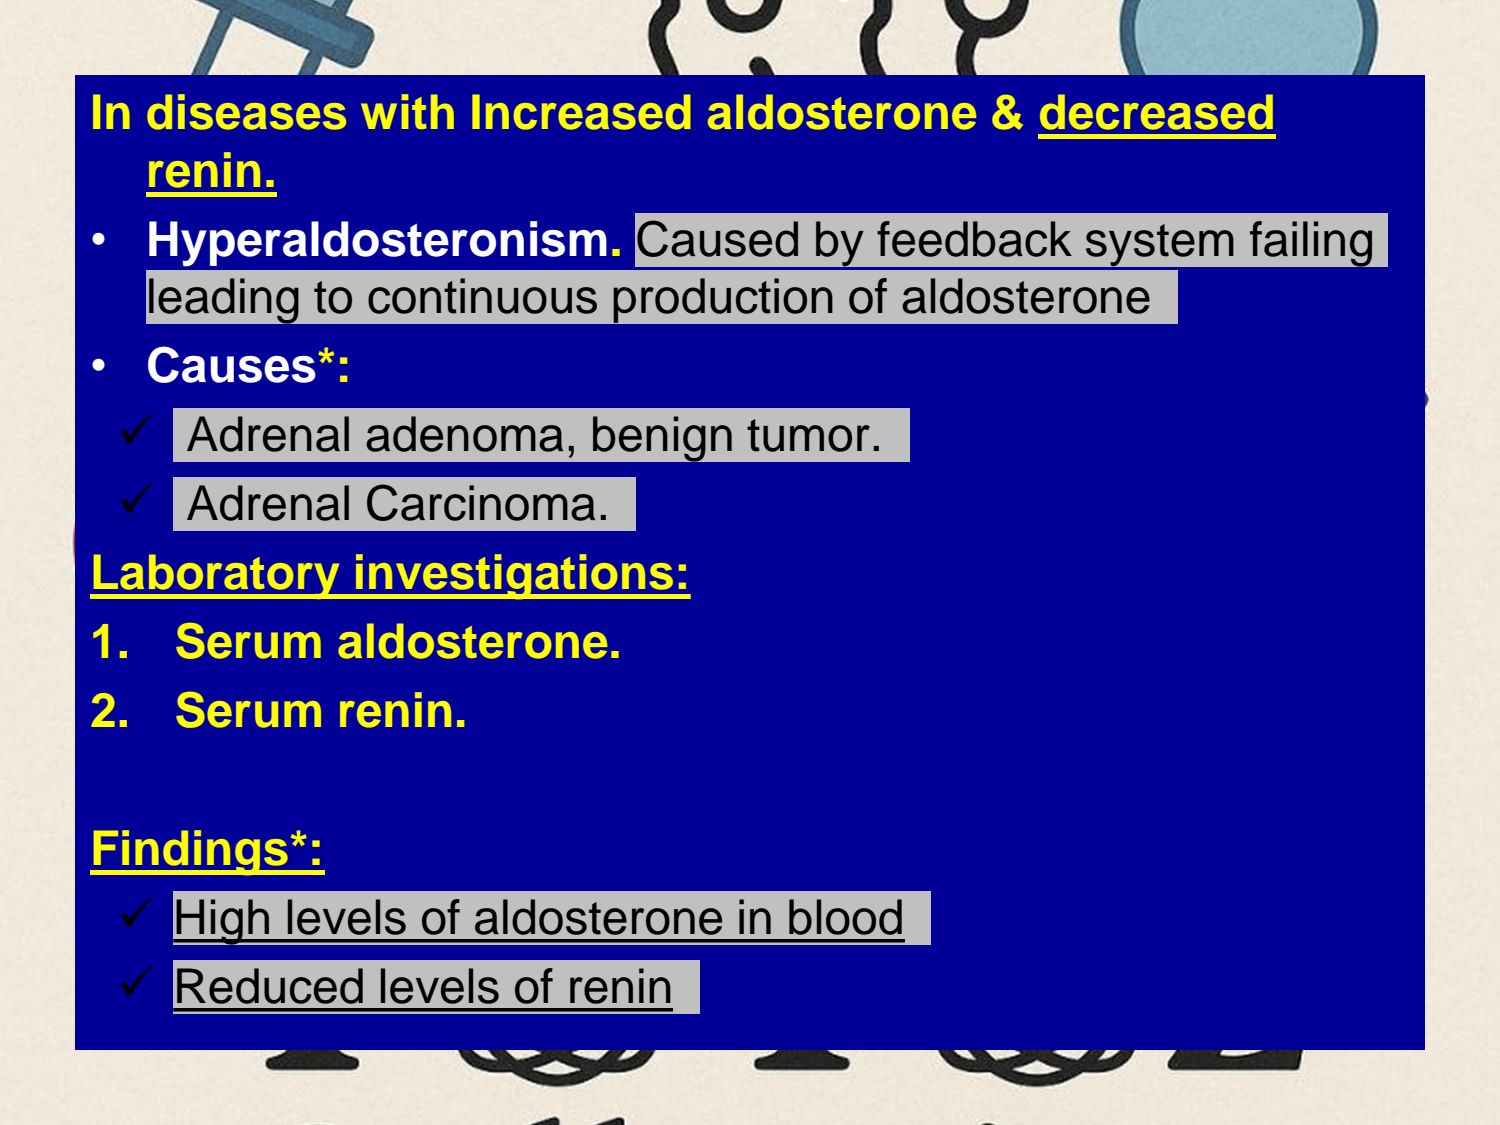 In diseases with Increased aldosterone & decreased
renin.
• Hyperaldosteronism. Caused by feedback system failing
leading to continuous production of aldosterone
• Causes*:
✓ Adrenal adenoma, benign tumor.
✓ Adrenal Carcinoma.
Laboratory investigations:
1. Serum aldosterone.
2. Serum renin.
Findings*:
✓ High levels of aldosterone in blood
✓ Reduced levels of renin